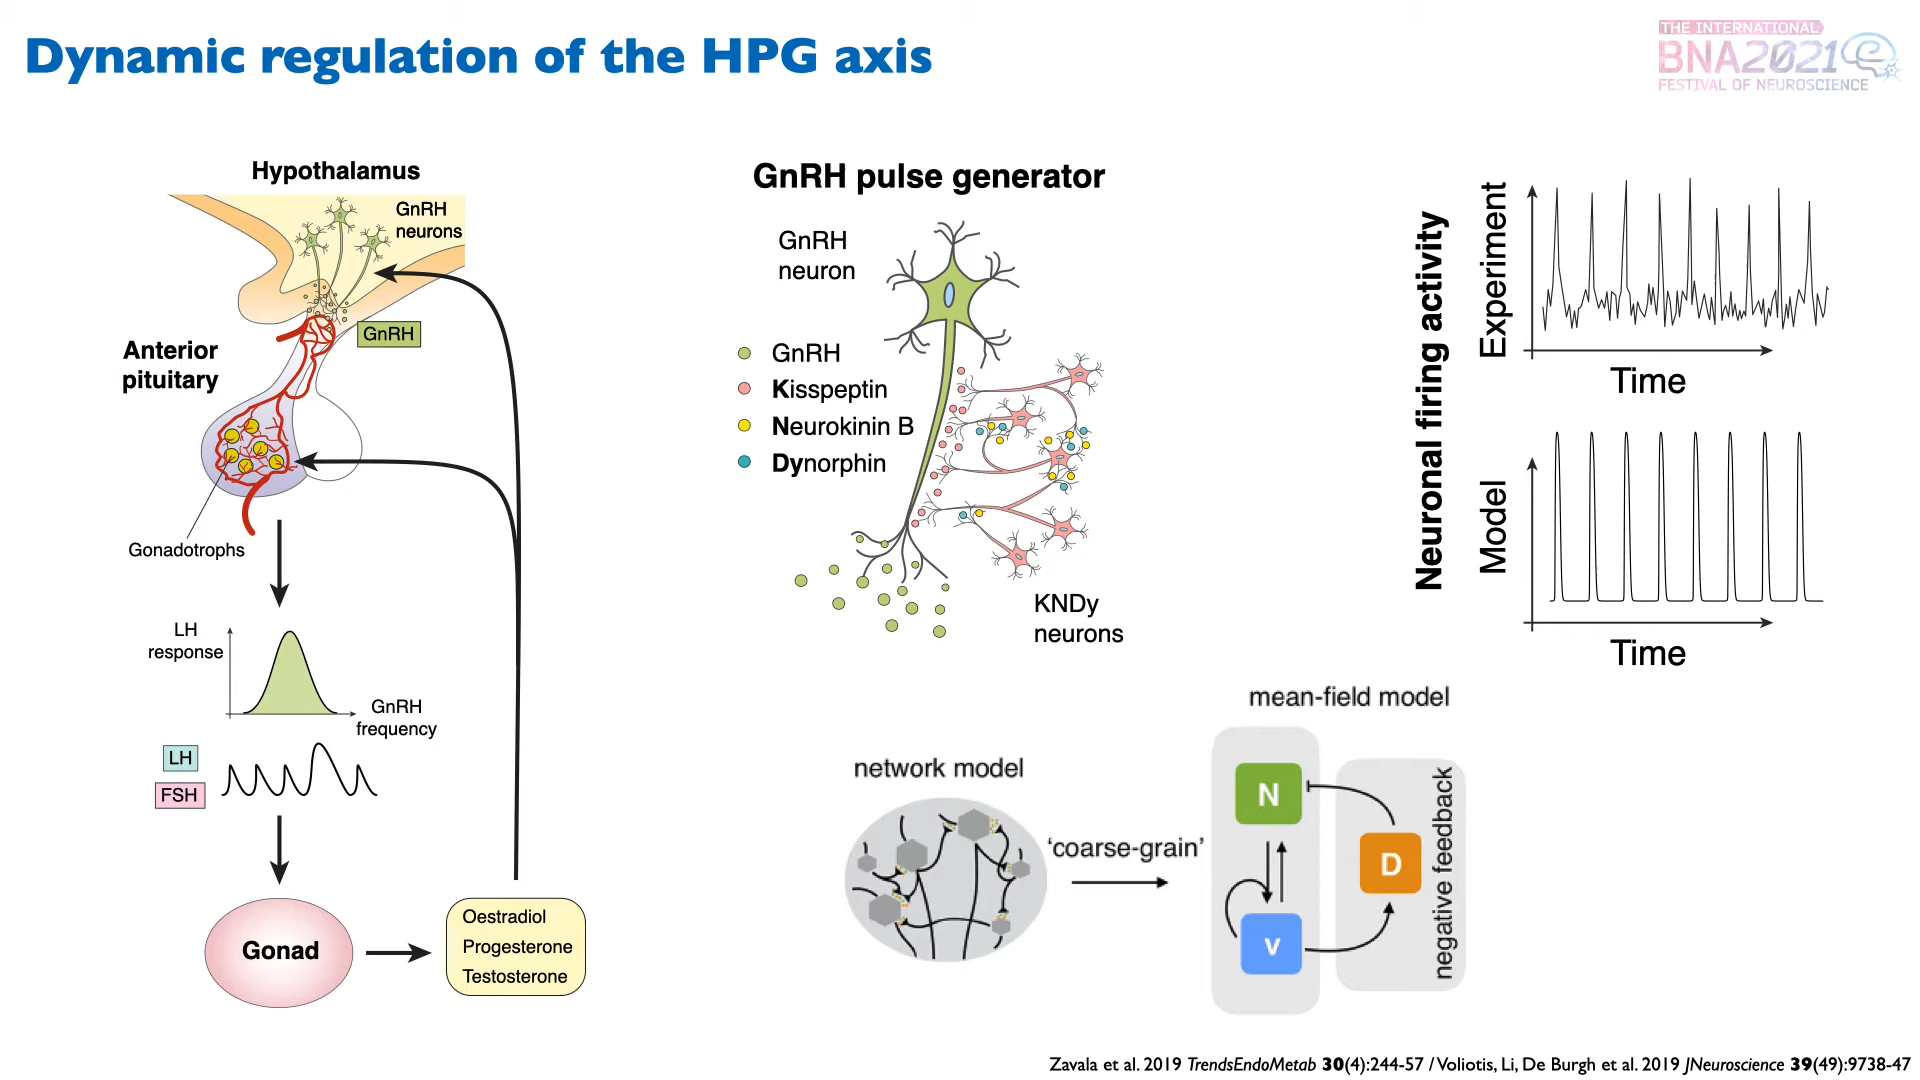 Dynamic regulation of the HPG axis
THE INTERNATIONAL
BNA2021
FESTIVAL OF NEUROSCIENCE
Hypothalamus
GnRH
neurons
GnRH
Anterior
pituitary
Gonadotrophs
LH
response
GnRH
frequency
LH
FSH
Gonad
Oestradiol
Progesterone
Testosterone
GnRH pulse generator
GnRH
neuron
GnRH
Kisspeptin
Neurokinin B
Dynorphin
KNDy
neurons
Neuronal firing activity
Experiment
Time
Model
Time
network model
'coarse-grain'
mean-field model
N
D
v
negative feedback
Zavala et al. 2019 TrendsEndoMetab 30(4):244-57 / Voliotis, Li, De Burgh et al. 2019 JNeuroscience 39(49):9738-47